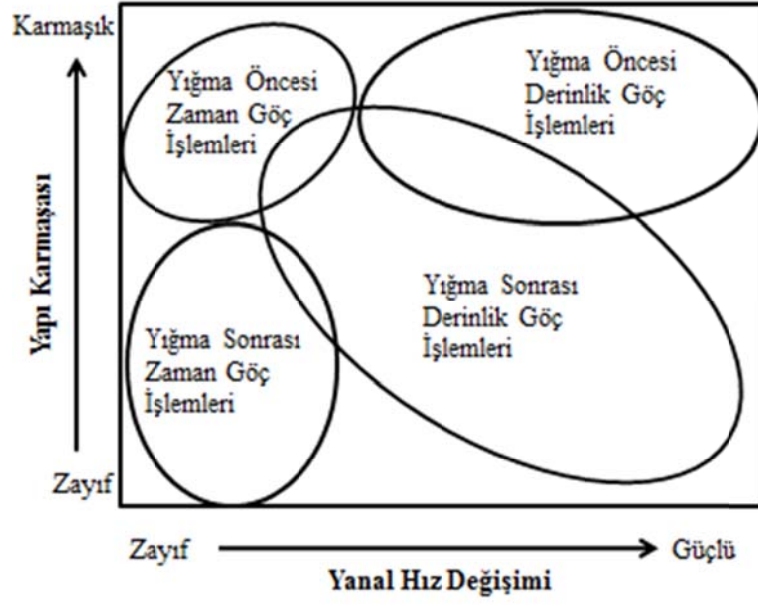 Karmaşık
Yığma Öncesi
Zaman Göç
İşlemleri
Yığma Öncesi
Derinlik Göç
İşlemleri
Yapı Karmaşası
Yığma Sonrası
Derinlik Göç
İşlemleri
Yığma Sonrası
Zaman Göç
İşlemleri
Zayıf
Zayıf
Güçlü
Yanal Hız Değişimi